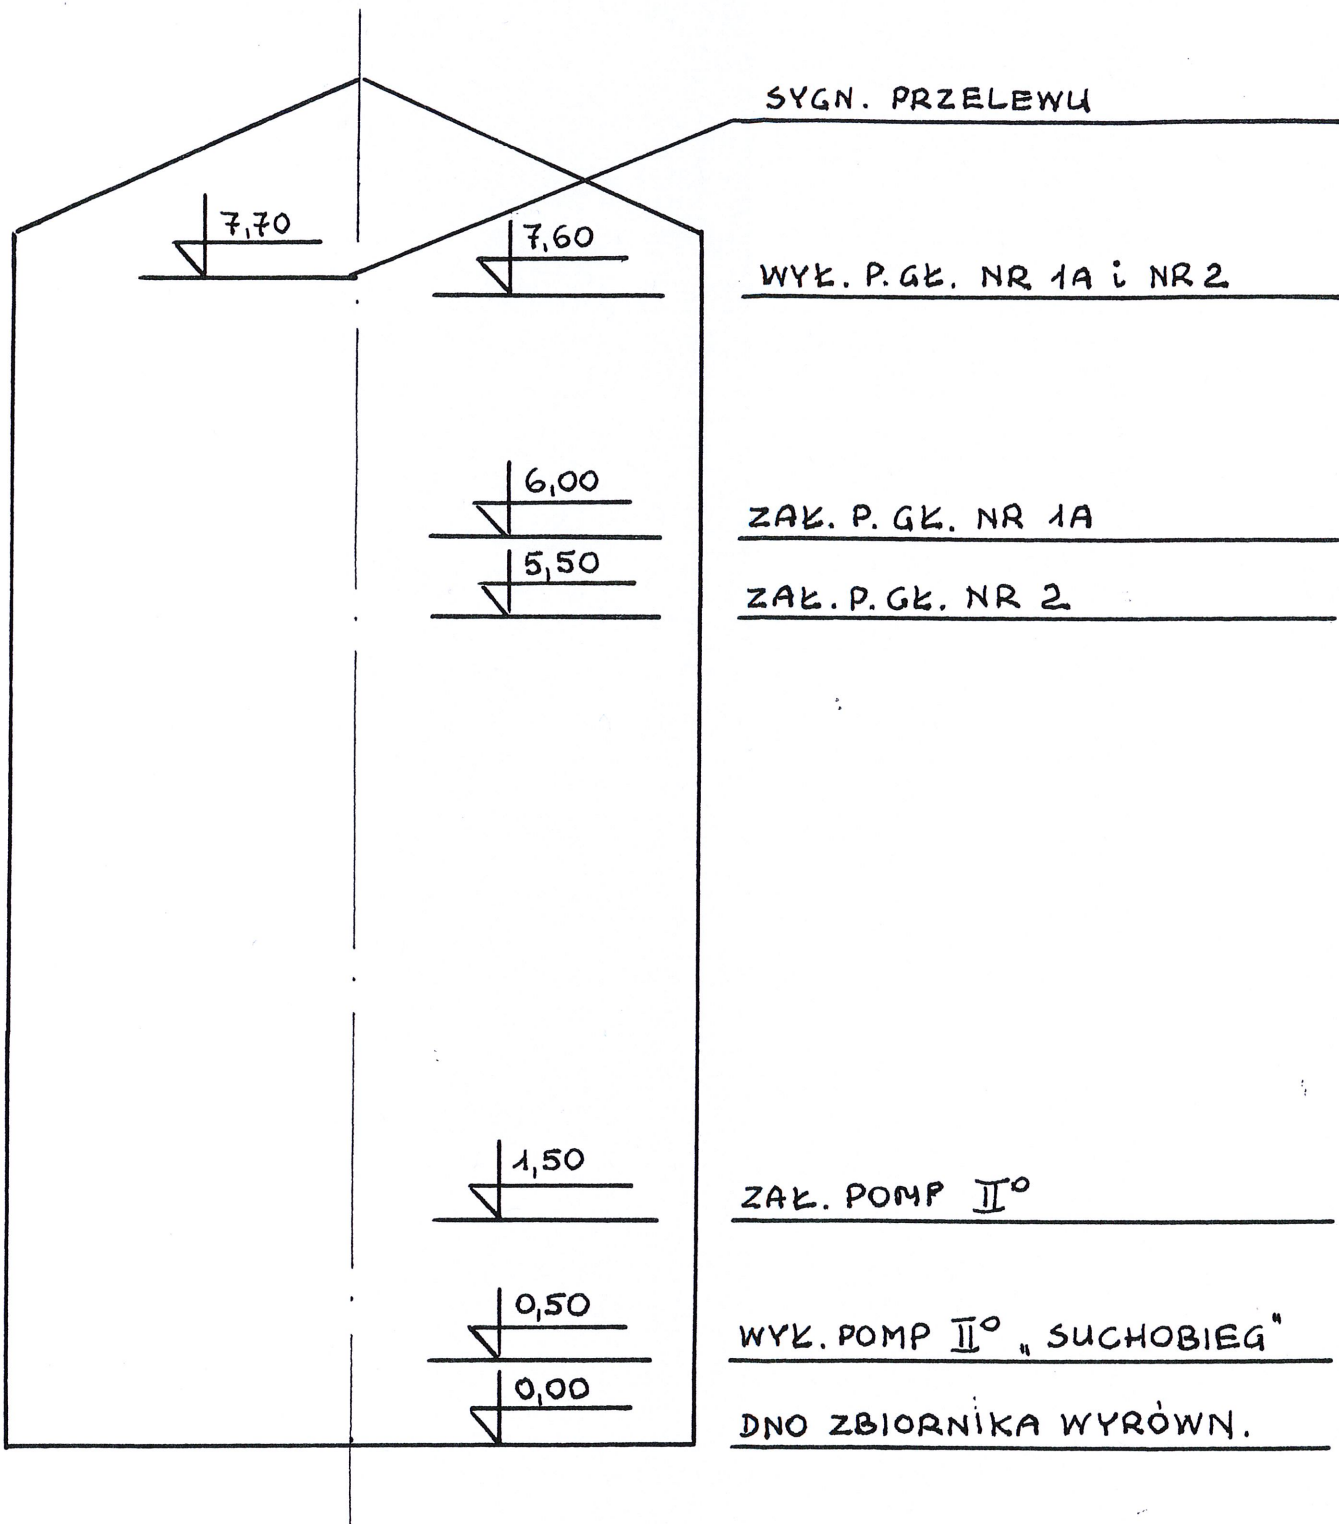 SYGN. PRZELEWU
7,70
7,60
WYŁ. P. GŁ. NR 1A i NR 2
6,00
ZAŁ. P. GŁ. NR 1A
5,50
ZAŁ. P. GŁ. NR 2
1,50
ZAŁ. POMP II°
0,50
WYŁ. POMP II° „SUCHOBIEG"
0,00
DNO ZBIORNIKA WYRÓWN.